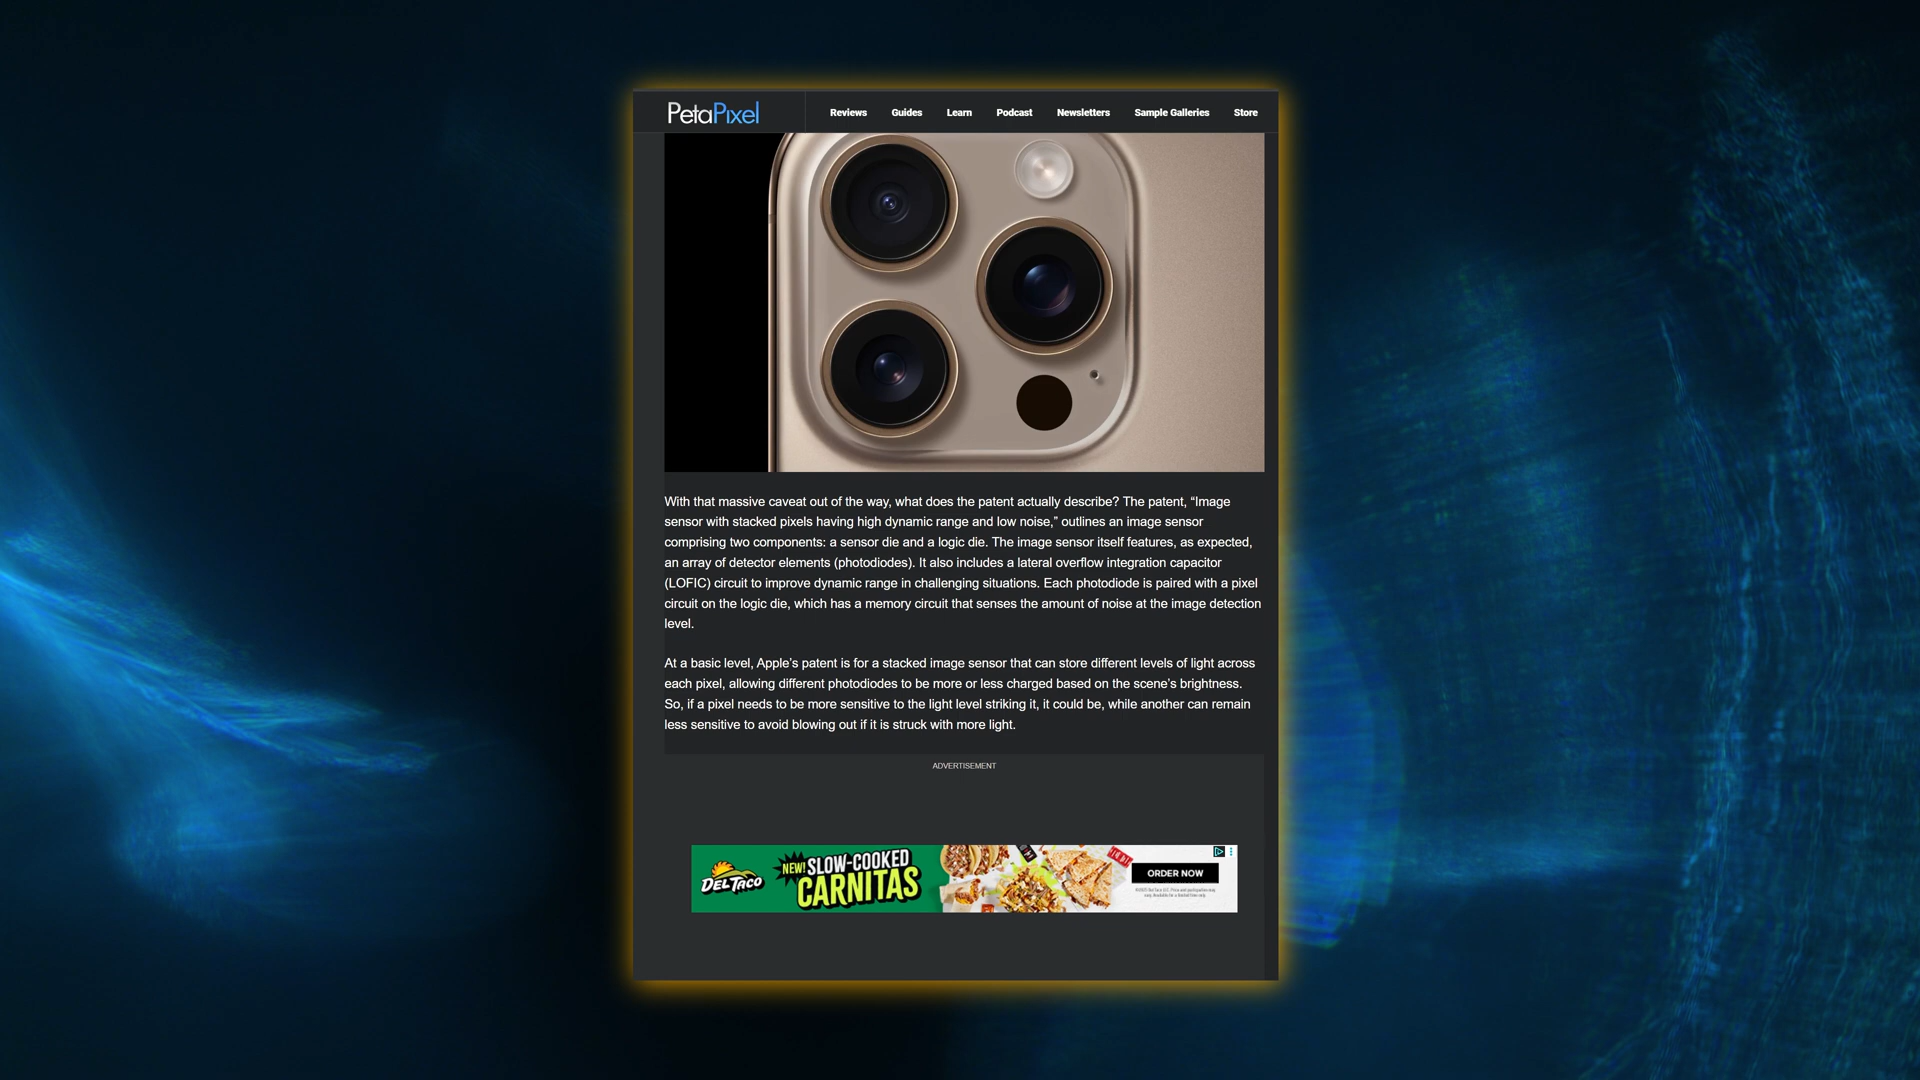 PetaPixel
Reviews Guides Learn Podcast Newsletters Sample Galleries Store
With that massive caveat out of the way, what does the patent actually describe? The patent, “Image
sensor with stacked pixels having high dynamic range and low noise,” outlines an image sensor
comprising two components: a sensor die and a logic die. The image sensor itself features, as expected,
an array of detector elements (photodiodes). It also includes a lateral overflow integration capacitor
(LOFIC) circuit to improve dynamic range in challenging situations. Each photodiode is paired with a pixel
circuit on the logic die, which has a memory circuit that senses the amount of noise at the image detection
level.
At a basic level, Apple’s patent is for a stacked image sensor that can store different levels of light across
each pixel, allowing different photodiodes to be more or less charged based on the scene’s brightness.
So, if a pixel needs to be more sensitive to the light level striking it, it could be, while another can remain
less sensitive to avoid blowing out if it is struck with more light.
ADVERTISEMENT
DEL TACO
NEW! SLOW-COOKED
CARNITAS
ORDER NOW